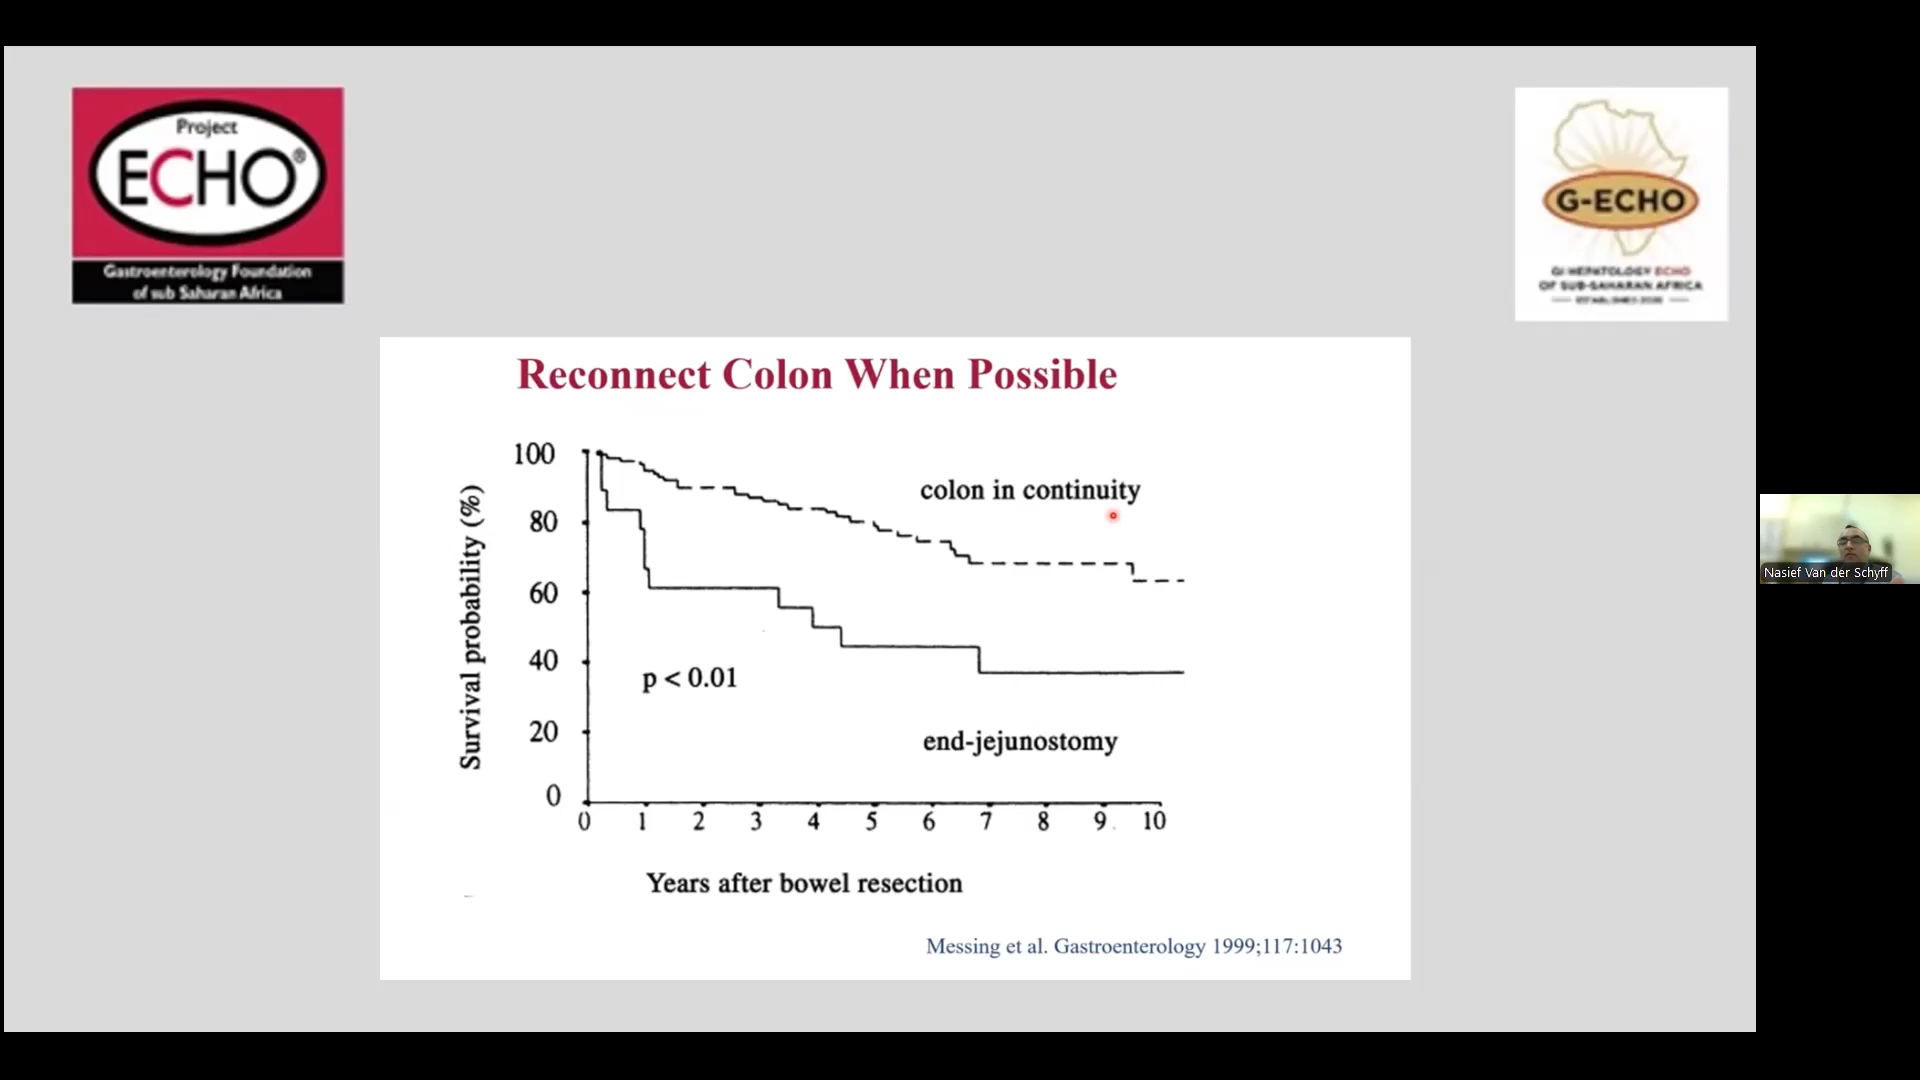 Project
ECHO®
Gastroenterology Foundation
of sub Saharan Africa
G-ECHO
GI HEPATOLOGY ECHO
OF SUB-SAHARAN AFRICA
Reconnect Colon When Possible
Survival probability (%)
100
80
60
40
20
0
colon in continuity
p < 0.01
end-jejunostomy
0 1 2 3 4 5 6 7 8 9 10
Years after bowel resection
Messing et al. Gastroenterology 1999;117:1043
Nasief Van der Schyff